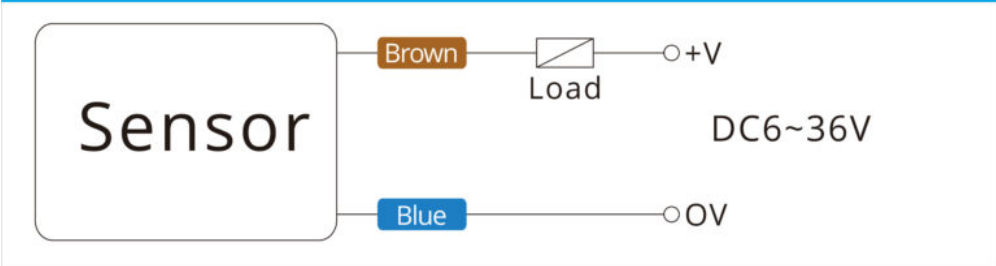 Brown
+V
Load
Sensor
DC6~36V
Blue
OV